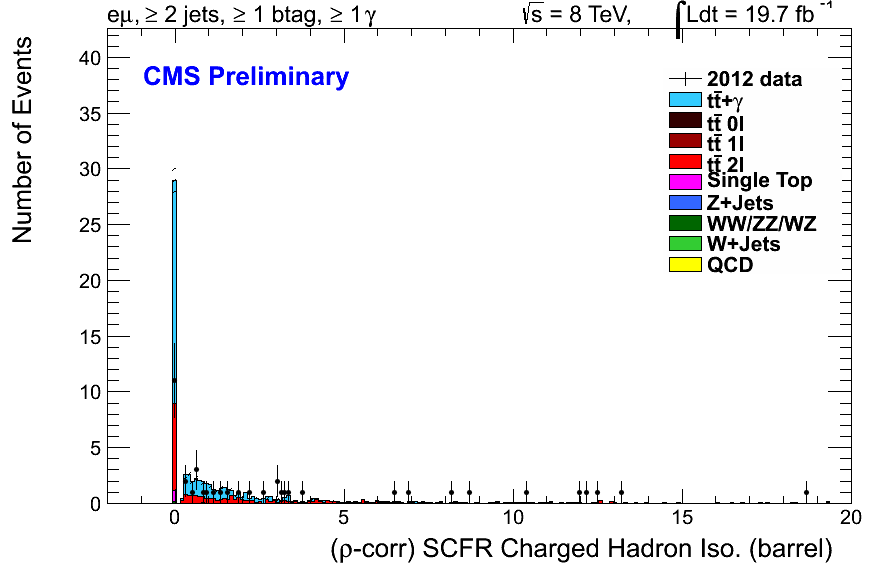 eμ, ≥ 2 jets, ≥ 1 btag, ≥ 1 γ
√s = 8 TeV, ∫Ldt = 19.7 fb⁻¹
CMS Preliminary
2012 data
tt̄+γ
tt̄ 0l
tt̄ 1l
tt̄ 2l
Single Top
Z+Jets
WW/ZZ/WZ
W+Jets
QCD
Number of Events
40
35
30
25
20
15
10
5
0
0 5 10 15 20
(ρ-corr) SCFR Charged Hadron Iso. (barrel)